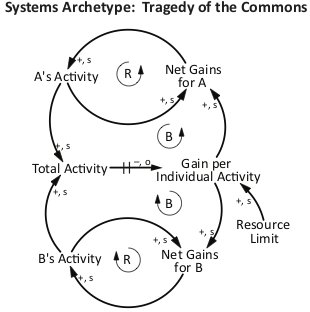 Systems Archetype:  Tragedy of the Commons
+, s
R
A's Activity
Net Gains
for A
+, s
+, s
B
+, s
Total Activity
–, o
Gain per
Individual Activity
+, s
B
+, s
Resource
Limit
+, s
+, s
B's Activity
R
Net Gains
for B
+, s